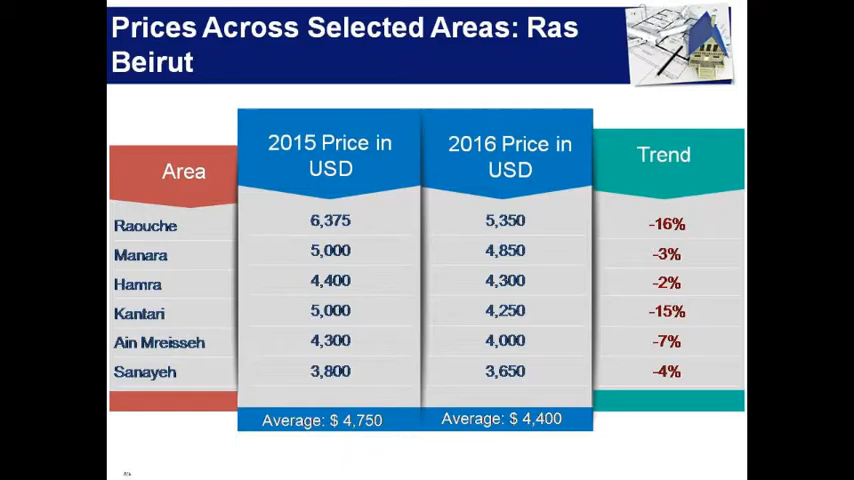 Prices Across Selected Areas: Ras
Beirut
Area
2015 Price in
USD
2016 Price in
USD
Trend
Raouche 6,375 5,350 -16%
Manara 5,000 4,850 -3%
Hamra 4,400 4,300 -2%
Kantari 5,000 4,250 -15%
Ain Mreisseh 4,300 4,000 -7%
Sanayeh 3,800 3,650 -4%
Average: $ 4,750 Average: $ 4,400